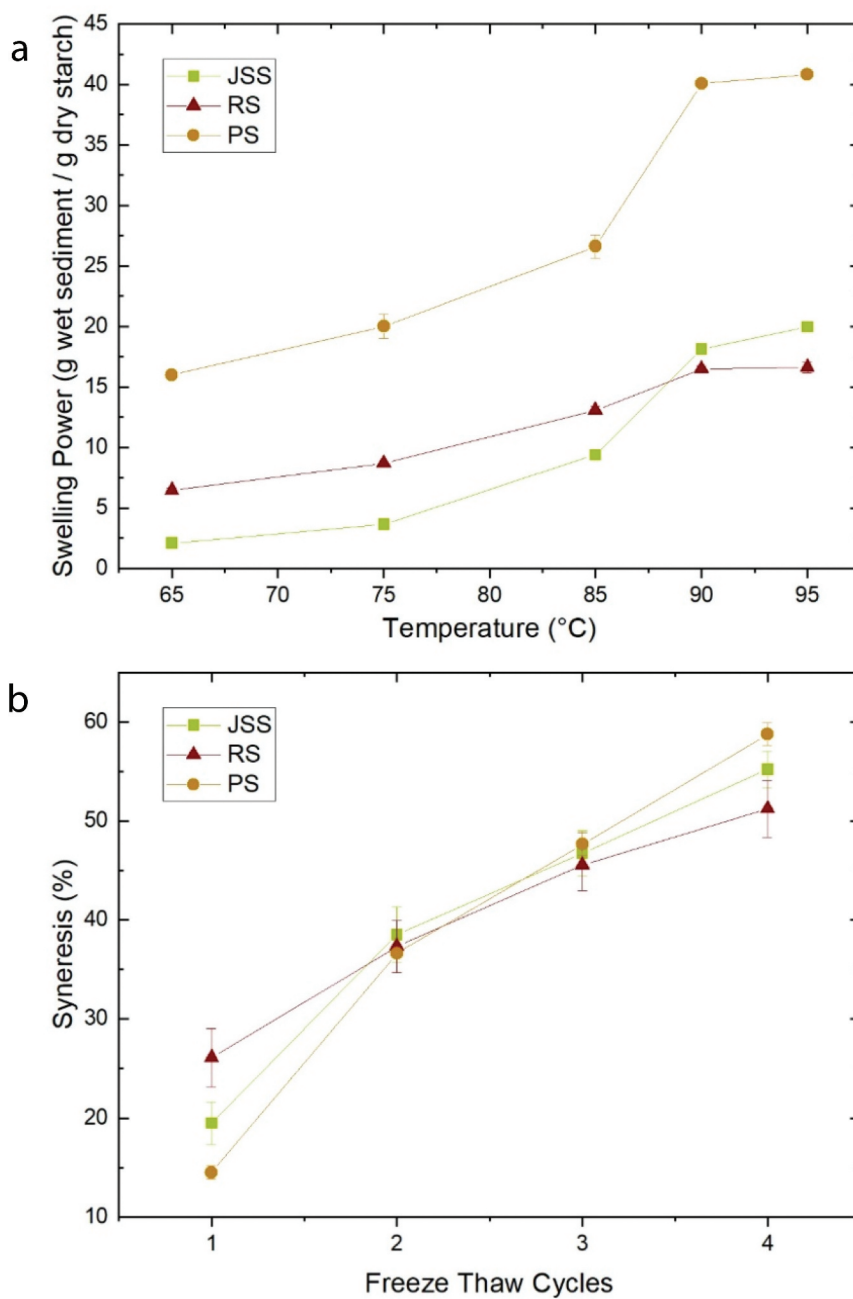 a
45
40
35
30
25
20
15
10
5
0
Swelling Power (g wet sediment / g dry starch)
JSS
RS
PS
65 70 75 80 85 90 95
Temperature (°C)
b
60
50
40
30
20
10
Syneresis (%)
JSS
RS
PS
1 2 3 4
Freeze Thaw Cycles